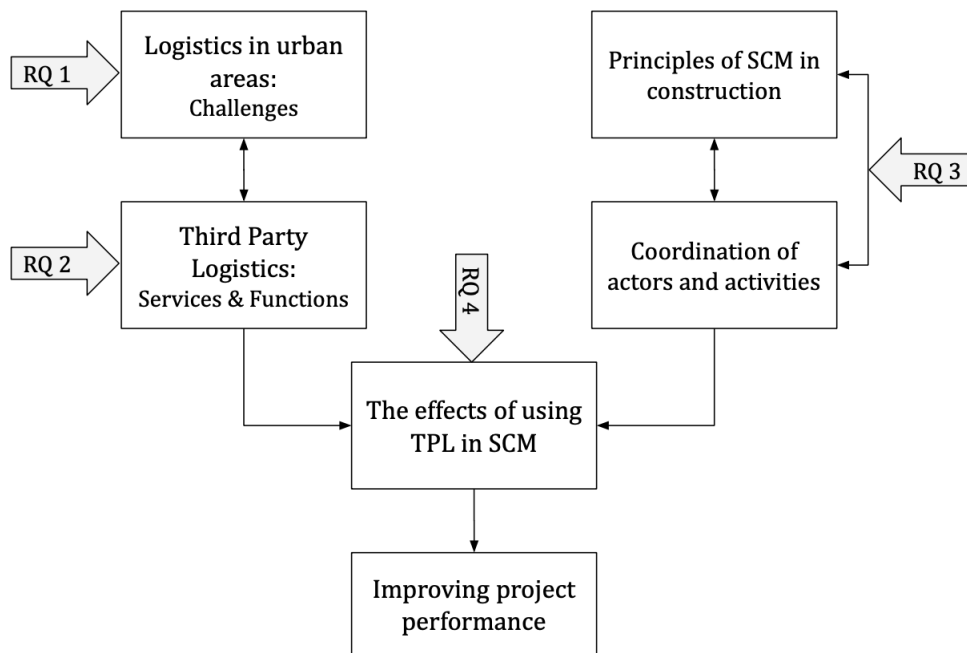 RQ 1
Logistics in urban
areas:
Challenges
Principles of SCM in
construction
RQ 3
RQ 2
Third Party
Logistics:
Services & Functions
Coordination of
actors and activities
RQ 4
The effects of using
TPL in SCM
Improving project
performance